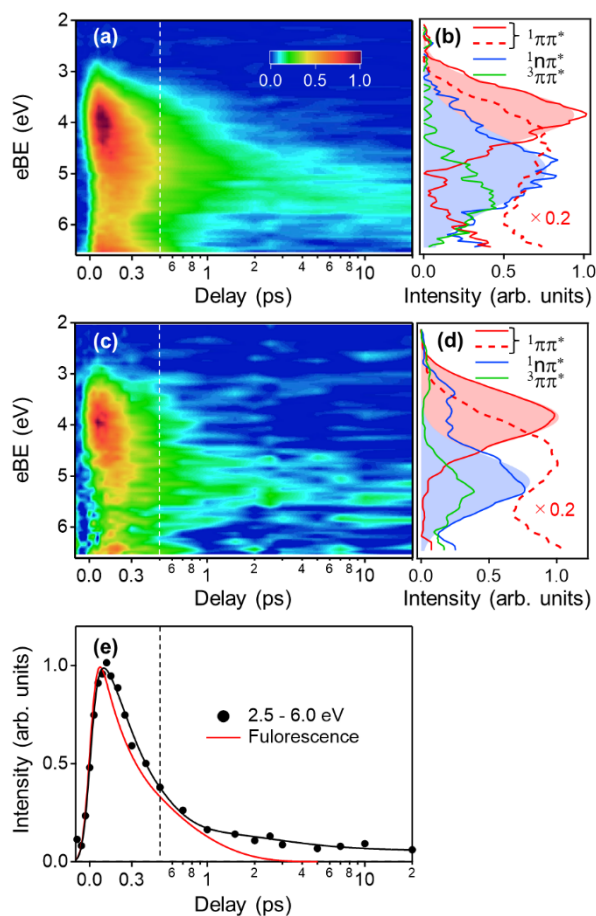 (a)
0.0 0.5 1.0
2
3
4
5
6
eBE (eV)
0.0 0.3 6 8 1 2 4 6 8 10 2
Delay (ps)
(b)
¹ππ*
¹nπ*
³ππ*
× 0.2
0.0 0.5 1.0
Intensity (arb. units)
(c)
2
3
4
5
6
eBE (eV)
0.0 0.3 6 8 1 2 4 6 8 10 2
Delay (ps)
(d)
¹ππ*
¹nπ*
³ππ*
× 0.2
0.0 0.5 1.0
Intensity (arb. units)
(e)
1.0
0.5
0.0
Intensity (arb. units)
2.5 - 6.0 eV
Fulorescence
0.0 0.3 6 8 1 2 4 6 8 10 2
Delay (ps)